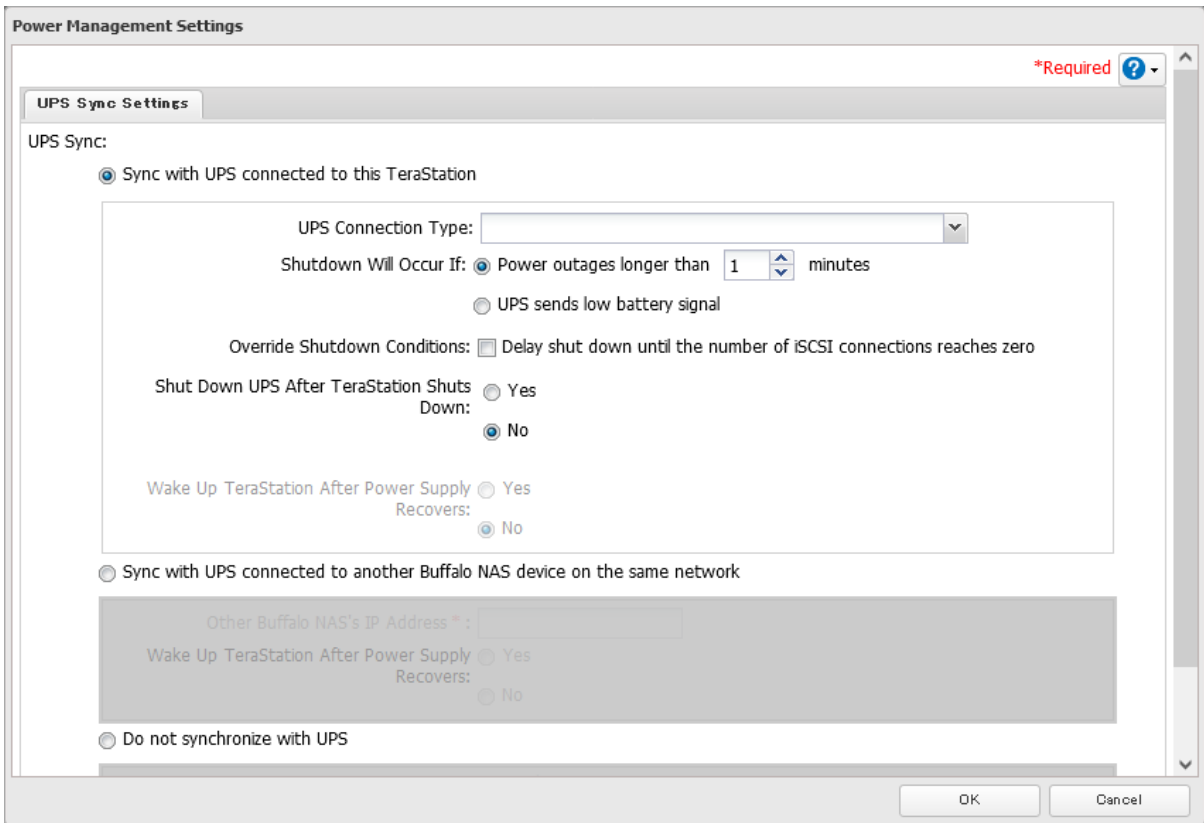 Power Management Settings
*Required
UPS Sync Settings
UPS Sync:
Sync with UPS connected to this TeraStation
UPS Connection Type:
Shutdown Will Occur If: Power outages longer than 1 minutes
UPS sends low battery signal
Override Shutdown Conditions: Delay shut down until the number of iSCSI connections reaches zero
Shut Down UPS After TeraStation Shuts Down: Yes
No
Wake Up TeraStation After Power Supply Recovers: Yes
No
Sync with UPS connected to another Buffalo NAS device on the same network
Other Buffalo NAS's IP Address * :
Wake Up TeraStation After Power Supply Recovers: Yes
No
Do not synchronize with UPS
OK Cancel